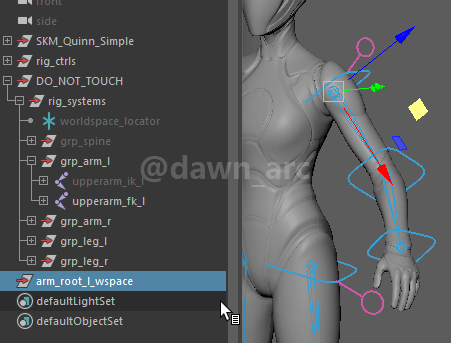 front
side
SKM_Quinn_Simple
rig_ctrls
DO_NOT_TOUCH
rig_systems
worldspace_locator
grp_spine
grp_arm_l
@dawn_arc
upperarm_ik_l
upperarm_fk_l
grp_arm_r
grp_leg_l
grp_leg_r
arm_root_l_wspace
defaultLightSet
defaultObjectSet